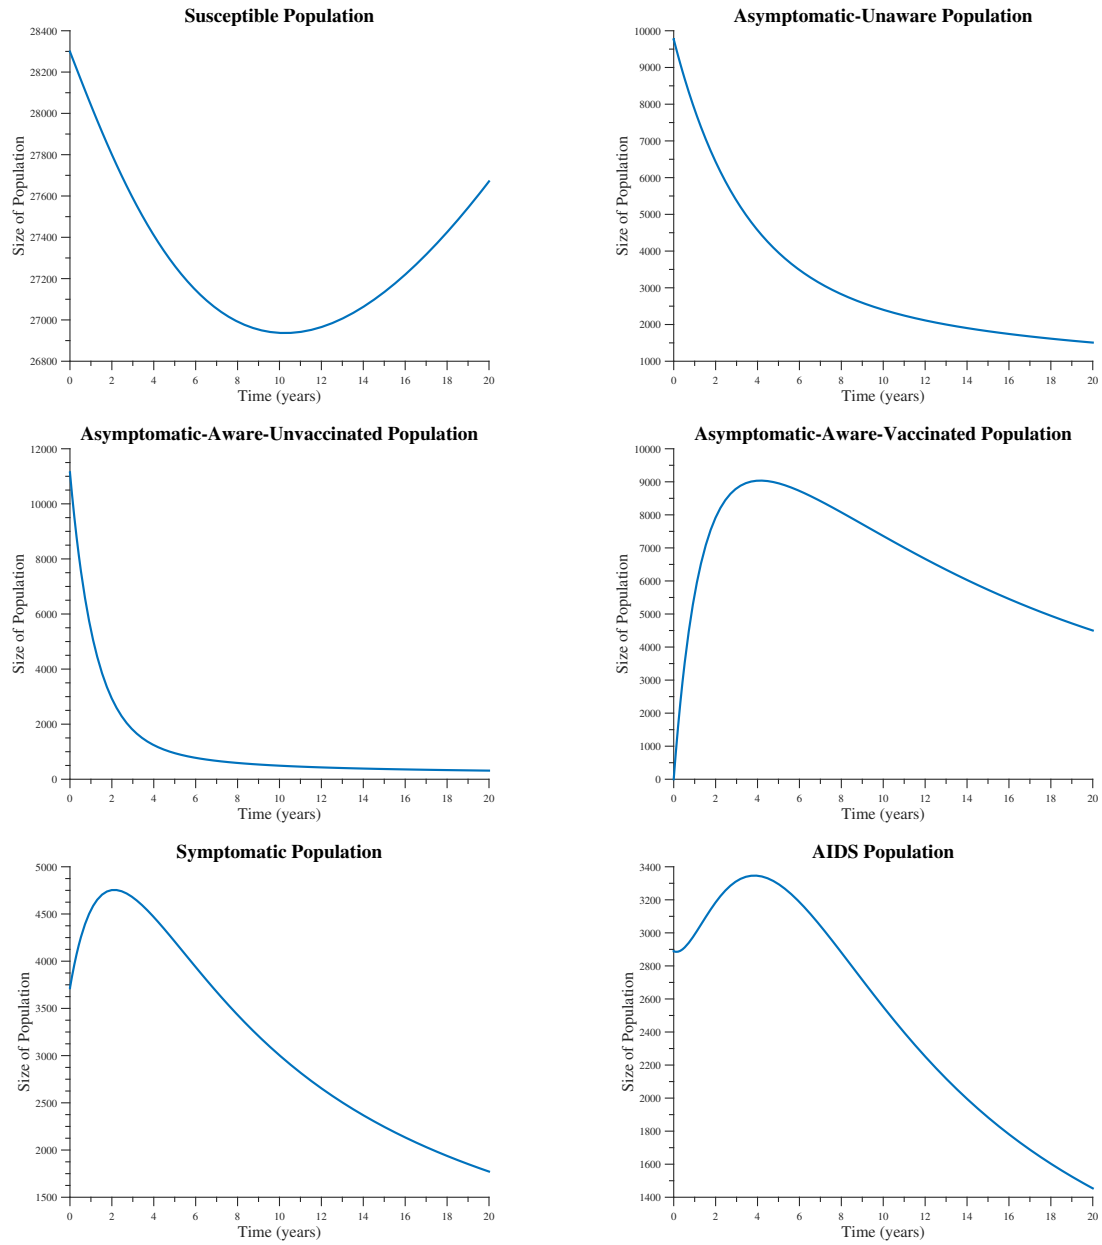 Susceptible Population
28400
28200
28000
27800
27600
27400
27200
27000
26800
Size of Population
0 2 4 6 8 10 12 14 16 18 20
Time (years)
Asymptomatic-Unaware Population
10000
9000
8000
7000
6000
5000
4000
3000
2000
1000
Size of Population
0 2 4 6 8 10 12 14 16 18 20
Time (years)
Asymptomatic-Aware-Unvaccinated Population
12000
10000
8000
6000
4000
2000
0
Size of Population
0 2 4 6 8 10 12 14 16 18 20
Time (years)
Asymptomatic-Aware-Vaccinated Population
10000
9000
8000
7000
6000
5000
4000
3000
2000
1000
0
Size of Population
0 2 4 6 8 10 12 14 16 18 20
Time (years)
Symptomatic Population
5000
4500
4000
3500
3000
2500
2000
1500
Size of Population
0 2 4 6 8 10 12 14 16 18 20
Time (years)
AIDS Population
3400
3200
3000
2800
2600
2400
2200
2000
1800
1600
1400
Size of Population
0 2 4 6 8 10 12 14 16 18 20
Time (years)